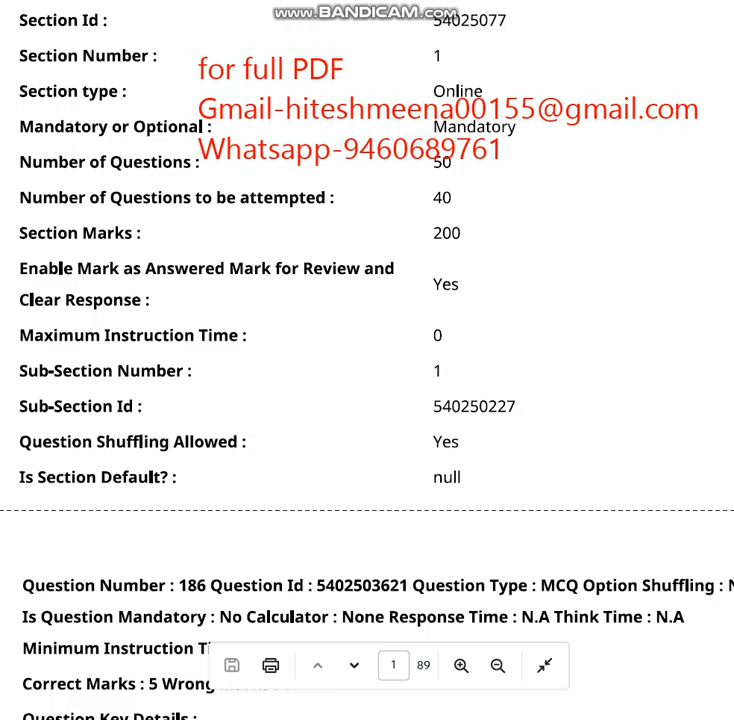 www.BANDICAM.com
Section Id : 54025077
for full PDF
Section Number : 1
Section type : Online
Gmail-hiteshmeena00155@gmail.com
Mandatory or Optional : Mandatory
Whatsapp-9460689761
Number of Questions : 50
Number of Questions to be attempted : 40
Section Marks : 200
Enable Mark as Answered Mark for Review and
Clear Response : Yes
Maximum Instruction Time : 0
Sub-Section Number : 1
Sub-Section Id : 540250227
Question Shuffling Allowed : Yes
Is Section Default? : null
Question Number : 186 Question Id : 5402503621 Question Type : MCQ Option Shuffling :
Is Question Mandatory : No Calculator : None Response Time : N.A Think Time : N.A
Minimum Instruction
1 89
Correct Marks : 5 Wrong
Question Key Details :